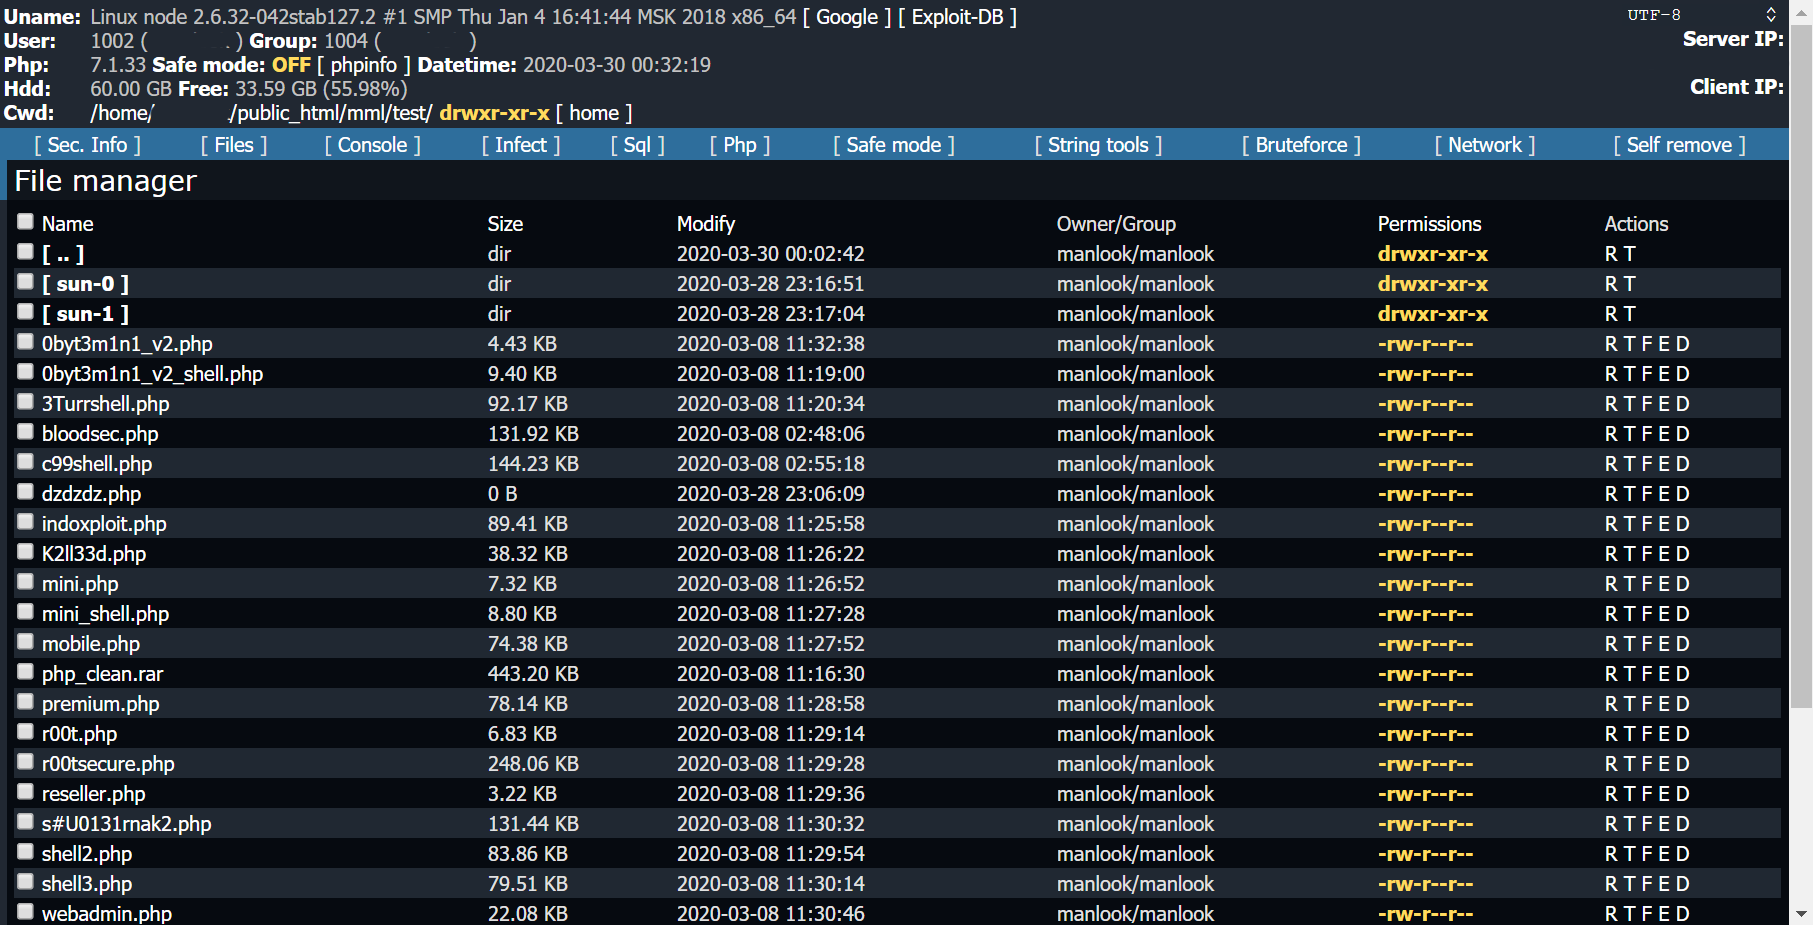 Uname: Linux node 2.6.32-042stab127.2 #1 SMP Thu Jan 4 16:41:44 MSK 2018 x86_64 [ Google ] [ Exploit-DB ] UTF-8
User: 1002 ( ) Group: 1004 ( ) Server IP:
Php: 7.1.33 Safe mode: OFF [ phpinfo ] Datetime: 2020-03-30 00:32:19
Hdd: 60.00 GB Free: 33.59 GB (55.98%) Client IP:
Cwd: /home/ /public_html/mml/test/ drwxr-xr-x [ home ]
[ Sec. Info ] [ Files ] [ Console ] [ Infect ] [ Sql ] [ Php ] [ Safe mode ] [ String tools ] [ Bruteforce ] [ Network ] [ Self remove ]
File manager
Name Size Modify Owner/Group Permissions Actions
[ .. ] dir 2020-03-30 00:02:42 manlook/manlook drwxr-xr-x R T
[ sun-0 ] dir 2020-03-28 23:16:51 manlook/manlook drwxr-xr-x R T
[ sun-1 ] dir 2020-03-28 23:17:04 manlook/manlook drwxr-xr-x R T
0byt3m1n1_v2.php 4.43 KB 2020-03-08 11:32:38 manlook/manlook -rw-r--r-- R T F E D
0byt3m1n1_v2_shell.php 9.40 KB 2020-03-08 11:19:00 manlook/manlook -rw-r--r-- R T F E D
3Turrshell.php 92.17 KB 2020-03-08 11:20:34 manlook/manlook -rw-r--r-- R T F E D
bloodsec.php 131.92 KB 2020-03-08 02:48:06 manlook/manlook -rw-r--r-- R T F E D
c99shell.php 144.23 KB 2020-03-08 02:55:18 manlook/manlook -rw-r--r-- R T F E D
dzdzdz.php 0 B 2020-03-28 23:06:09 manlook/manlook -rw-r--r-- R T F E D
indoxploit.php 89.41 KB 2020-03-08 11:25:58 manlook/manlook -rw-r--r-- R T F E D
K2ll33d.php 38.32 KB 2020-03-08 11:26:22 manlook/manlook -rw-r--r-- R T F E D
mini.php 7.32 KB 2020-03-08 11:26:52 manlook/manlook -rw-r--r-- R T F E D
mini_shell.php 8.80 KB 2020-03-08 11:27:28 manlook/manlook -rw-r--r-- R T F E D
mobile.php 74.38 KB 2020-03-08 11:27:52 manlook/manlook -rw-r--r-- R T F E D
php_clean.rar 443.20 KB 2020-03-08 11:16:30 manlook/manlook -rw-r--r-- R T F E D
premium.php 78.14 KB 2020-03-08 11:28:58 manlook/manlook -rw-r--r-- R T F E D
r00t.php 6.83 KB 2020-03-08 11:29:14 manlook/manlook -rw-r--r-- R T F E D
r00tsecure.php 248.06 KB 2020-03-08 11:29:28 manlook/manlook -rw-r--r-- R T F E D
reseller.php 3.22 KB 2020-03-08 11:29:36 manlook/manlook -rw-r--r-- R T F E D
s#U0131rnak2.php 131.44 KB 2020-03-08 11:30:32 manlook/manlook -rw-r--r-- R T F E D
shell2.php 83.86 KB 2020-03-08 11:29:54 manlook/manlook -rw-r--r-- R T F E D
shell3.php 79.51 KB 2020-03-08 11:30:14 manlook/manlook -rw-r--r-- R T F E D
webadmin.php 22.08 KB 2020-03-08 11:30:46 manlook/manlook -rw-r--r-- R T F E D